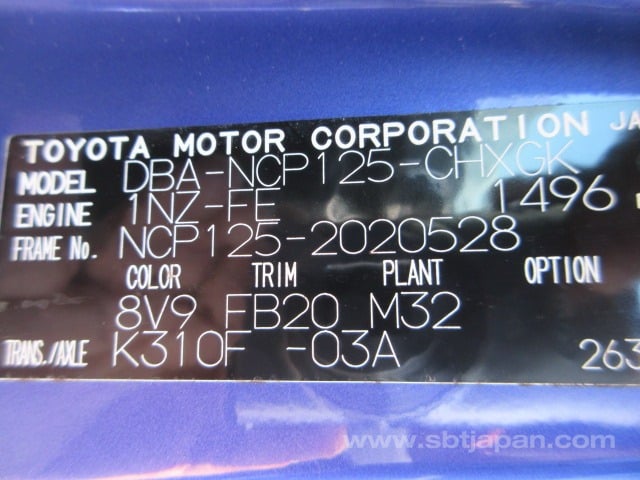 TOYOTA MOTOR CORPORATION JA
MODEL DBA-NCP125-CHXGK
ENGINE 1NZ-FE 1496
FRAME No. NCP125-2020528
COLOR TRIM PLANT OPTION
8V9 FB20 M32
TRANS./AXLE K310F -03A 263
www.sbtjapan.com